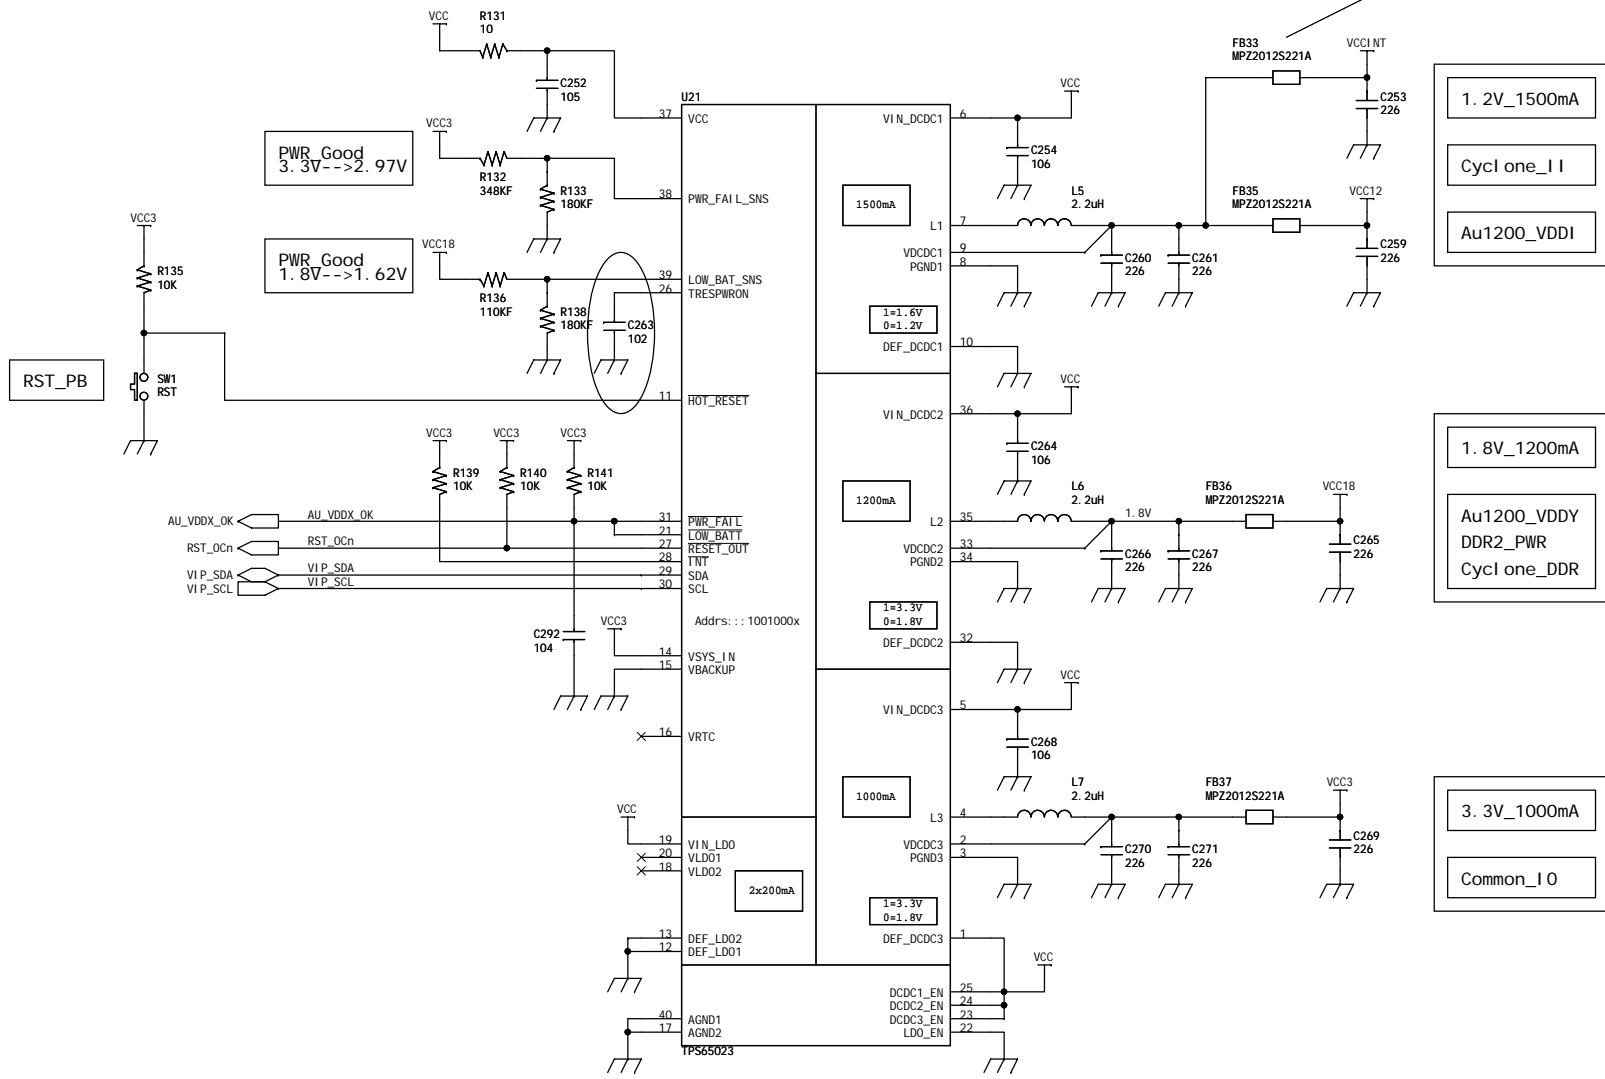 VCC
R131
10
C252
105
VCC3
PWR_Good
3.3V-->2.97V
R132
348KF
R133
180KF
VCC18
PWR_Good
1.8V-->1.62V
R136
110KF
R138
180KF
C263
102
VCC3
R135
10K
RST_PB
SW1
RST
VCC3
R139
10K
VCC3
R140
10K
VCC3
R141
10K
AU_VDDX_OK
AU_VDDX_OK
RST_OCn
RST_OCn
VIP_SDA
VIP_SDA
VIP_SCL
VIP_SCL
C292
104
VCC3
VCC
U21
37 VCC
38 PWR_FAIL_SNS
39 LOW_BAT_SNS
26 TRESPWRON
11 HOT_RESET
31 PWR_FAIL
21 LOW_BATT
27 RESET_OUT
28 INT
29 SDA
30 SCL
Addrs:::1001000x
14 VSYS_IN
15 VBACKUP
16 VRTC
19 VIN_LDO
20 VLDO1
18 VLDO2
2x200mA
13 DEF_LDO2
12 DEF_LDO1
40 AGND1
17 AGND2
TPS65023
VIN_DCDC1 6
1500mA
L1 7
VDCDC1 9
PGND1 8
1=1.6V
0=1.2V
DEF_DCDC1 10
VIN_DCDC2 36
1200mA
L2 35
VDCDC2 33
PGND2 34
1=3.3V
0=1.8V
DEF_DCDC2 32
VIN_DCDC3 5
1000mA
L3 4
VDCDC3 2
PGND3 3
1=3.3V
0=1.8V
DEF_DCDC3 1
DCDC1_EN 25
DCDC2_EN 24
DCDC3_EN 23
LDO_EN 22
VCC
VCC
C254
106
L5
2.2uH
C260
226
C261
226
FB33
MPZ2012S221A
VCCINT
C253
226
FB35
MPZ2012S221A
VCC12
C259
226
1.2V_1500mA
Cyclone_II
Au1200_VDDI
VCC
C264
106
L6
2.2uH
1.8V
C266
226
C267
226
FB36
MPZ2012S221A
VCC18
C265
226
1.8V_1200mA
Au1200_VDDY
DDR2_PWR
Cyclone_DDR
VCC
C268
106
L7
2.2uH
C270
226
C271
226
FB37
MPZ2012S221A
VCC3
C269
226
3.3V_1000mA
Common_IO